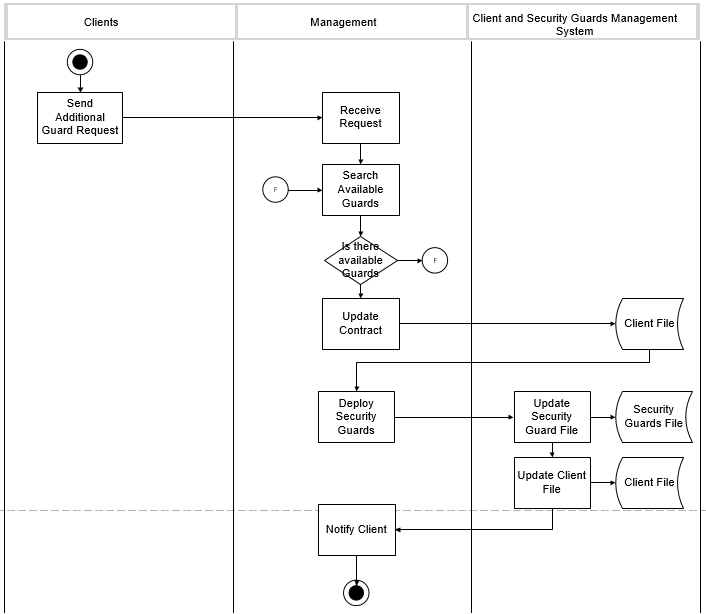 Clients
Management
Client and Security Guards Management
System
Send
Additional
Guard Request
Receive
Request
Search
Available
Guards
F
Is there
available
Guards
F
Update
Contract
Client File
Deploy
Security
Guards
Update
Security
Guard File
Security
Guards File
Update Client
File
Client File
Notify Client